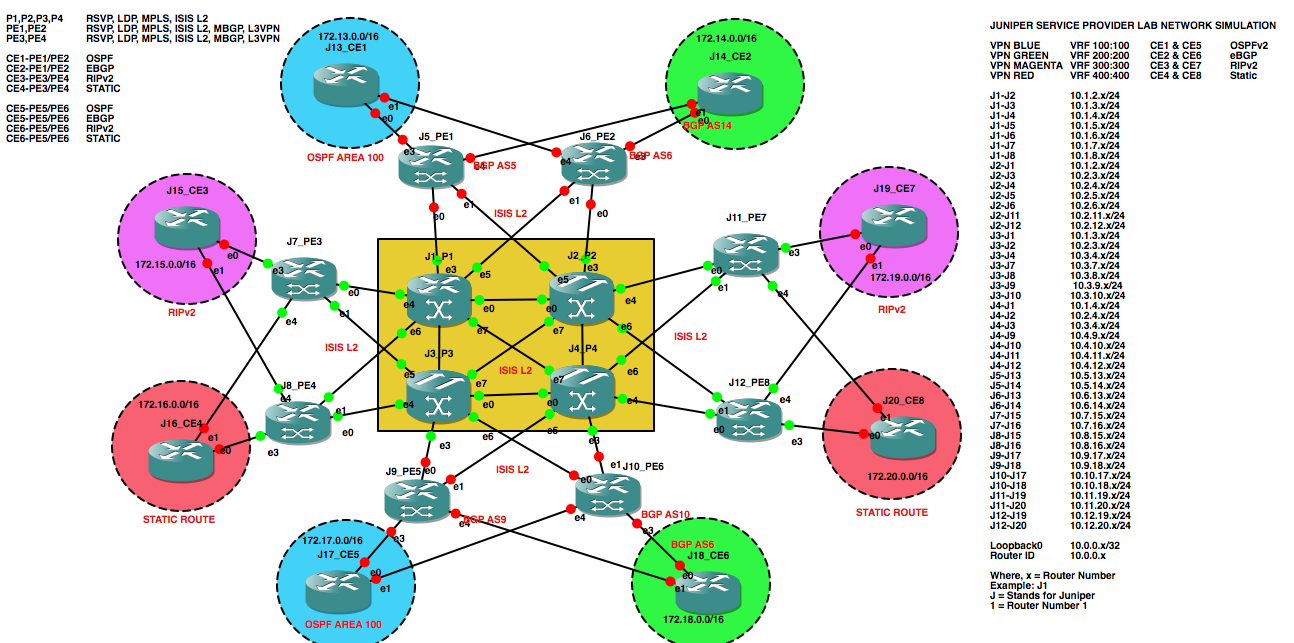 P1,P2,P3,P4 RSVP, LDP, MPLS, ISIS L2
PE1,PE2 RSVP, LDP, MPLS, ISIS L2, MBGP, L3VPN
PE3,PE4 RSVP, LDP, MPLS, ISIS L2, MBGP, L3VPN
CE1-PE1/PE2 OSPF
CE2-PE1/PE2 EBGP
CE3-PE3/PE4 RIPv2
CE4-PE3/PE4 STATIC
CE5-PE5/PE6 OSPF
CE5-PE5/PE6 EBGP
CE6-PE5/PE6 RIPv2
CE6-PE5/PE6 STATIC
172.13.0.0/16
J13_CE1
e1
e0
OSPF AREA 100
172.14.0.0/16
J14_CE2
e1
e0
BGP AS14
J5_PE1
e3
e4
BGP AS5
e1
e0
J6_PE2
e4
e3
BGP AS6
e1
e0
ISIS L2
J15_CE3
e0
172.15.0.0/16
e1
RIPv2
J7_PE3
e3
e0
e1
e4
ISIS L2
J1_P1
e3
e5
e4
e0
e6
e7
J2_P2
e3
e5
e4
e0
e6
e7
J11_PE7
e0
e3
e1
e4
ISIS L2
J19_CE7
e0
e1
172.19.0.0/16
RIPv2
J3_P3
e5
e7
e4
e0
e3
e6
ISIS L2
J4_P4
e7
e6
e0
e4
e5
e3
172.16.0.0/16
J16_CE4
e1
e0
STATIC ROUTE
J8_PE4
e4
e1
e0
e3
J12_PE8
e1
e4
e0
e3
J20_CE8
e1
e0
172.20.0.0/16
STATIC ROUTE
J9_PE5
e0
e1
e4
BGP AS9
e3
ISIS L2
J10_PE6
e1
e0
e4
BGP AS10
e3
172.17.0.0/16
J17_CE5
e0
e1
OSPF AREA 100
BGP AS6
J18_CE6
e0
e1
172.18.0.0/16
JUNIPER SERVICE PROVIDER LAB NETWORK SIMULATION
VPN BLUE VRF 100:100 CE1 & CE5 OSPFv2
VPN GREEN VRF 200:200 CE2 & CE6 eBGP
VPN MAGENTA VRF 300:300 CE3 & CE7 RIPv2
VPN RED VRF 400:400 CE4 & CE8 Static
J1-J2 10.1.2.x/24
J1-J3 10.1.3.x/24
J1-J4 10.1.4.x/24
J1-J5 10.1.5.x/24
J1-J6 10.1.6.x/24
J1-J7 10.1.7.x/24
J1-J8 10.1.8.x/24
J2-J1 10.1.2.x/24
J2-J3 10.2.3.x/24
J2-J4 10.2.4.x/24
J2-J5 10.2.5.x/24
J2-J6 10.2.6.x/24
J2-J11 10.2.11.x/24
J2-J12 10.2.12.x/24
J3-J1 10.1.3.x/24
J3-J2 10.2.3.x/24
J3-J4 10.3.4.x/24
J3-J7 10.3.7.x/24
J3-J8 10.3.8.x/24
J3-J9 10.3.9.x/24
J3-J10 10.3.10.x/24
J4-J1 10.1.4.x/24
J4-J2 10.2.4.x/24
J4-J3 10.3.4.x/24
J4-J9 10.4.9.x/24
J4-J10 10.4.10.x/24
J4-J11 10.4.11.x/24
J4-J12 10.4.12.x/24
J5-J13 10.5.13.x/24
J5-J14 10.5.14.x/24
J6-J13 10.6.13.x/24
J6-J14 10.6.14.x/24
J7-J15 10.7.15.x/24
J7-J16 10.7.16.x/24
J8-J15 10.8.15.x/24
J8-J16 10.8.16.x/24
J9-J17 10.9.17.x/24
J9-J18 10.9.18.x/24
J10-J17 10.10.17.x/24
J10-J18 10.10.18.x/24
J11-J19 10.11.19.x/24
J11-J20 10.11.20.x/24
J12-J19 10.12.19.x/24
J12-J20 10.12.20.x/24
Loopback0 10.0.0.x/32
Router ID 10.0.0.x
Where, x = Router Number
Example: J1
J = Stands for Juniper
1 = Router Number 1